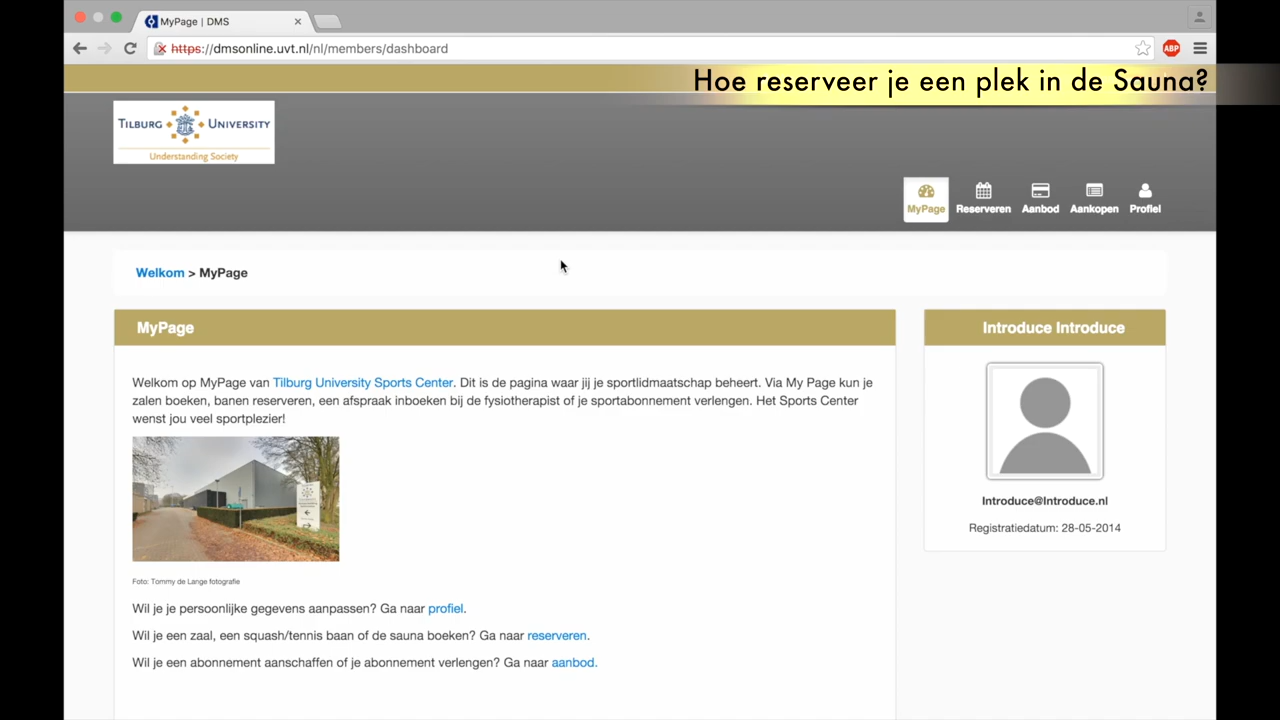 MyPage | DMS
https://dmsonline.uvt.nl/nl/members/dashboard
ABP
Hoe reserveer je een plek in de Sauna?
TILBURG UNIVERSITY
Understanding Society
MyPage
Reserveren
Aanbod
Aankopen
Profiel
Welkom > MyPage
MyPage
Welkom op MyPage van Tilburg University Sports Center. Dit is de pagina waar jij je sportlidmaatschap beheert. Via My Page kun je
zalen boeken, banen reserveren, een afspraak inboeken bij de fysiotherapist of je sportabonnement verlengen. Het Sports Center
wenst jou veel sportplezier!
Foto: Tommy de Lange fotografie
Wil je je persoonlijke gegevens aanpassen? Ga naar profiel.
Wil je een zaal, een squash/tennis baan of de sauna boeken? Ga naar reserveren.
Wil je een abonnement aanschaffen of je abonnement verlengen? Ga naar aanbod.
Introduce Introduce
Introduce@Introduce.nl
Registratiedatum: 28-05-2014